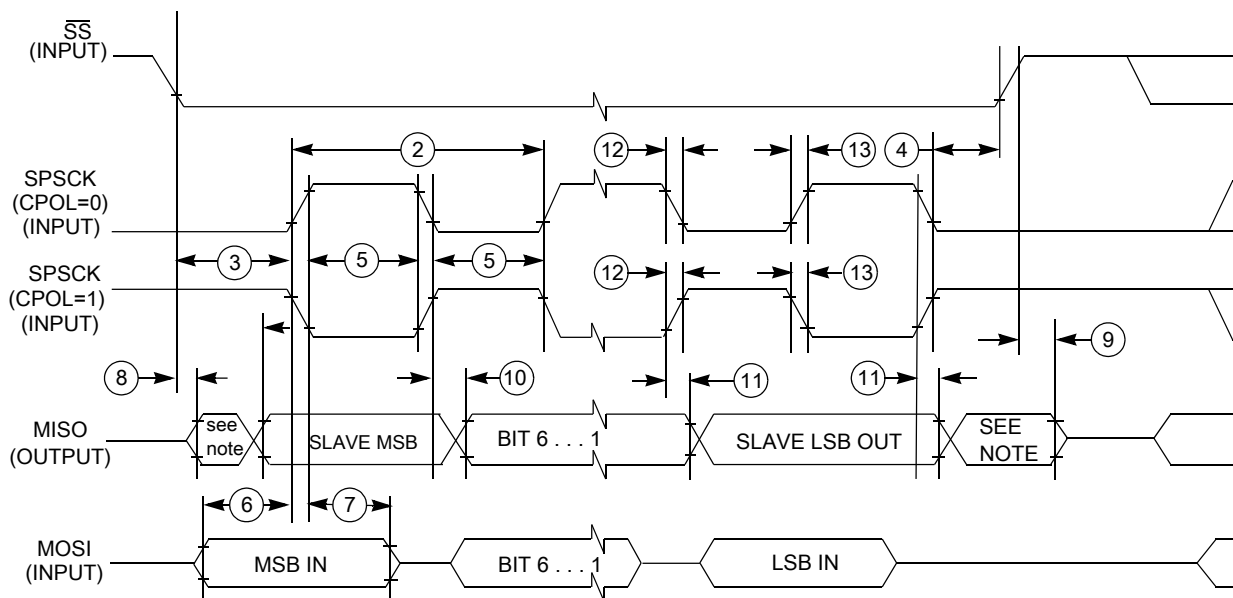 SS
(INPUT)
2
12
13
4
SPSCK
(CPOL=0)
(INPUT)
3
5
5
SPSCK
(CPOL=1)
(INPUT)
12
13
8
10
11
11
9
MISO
(OUTPUT)
see
note
SLAVE MSB
BIT 6 . . . 1
SLAVE LSB OUT
SEE
NOTE
6
7
MOSI
(INPUT)
MSB IN
BIT 6 . . . 1
LSB IN